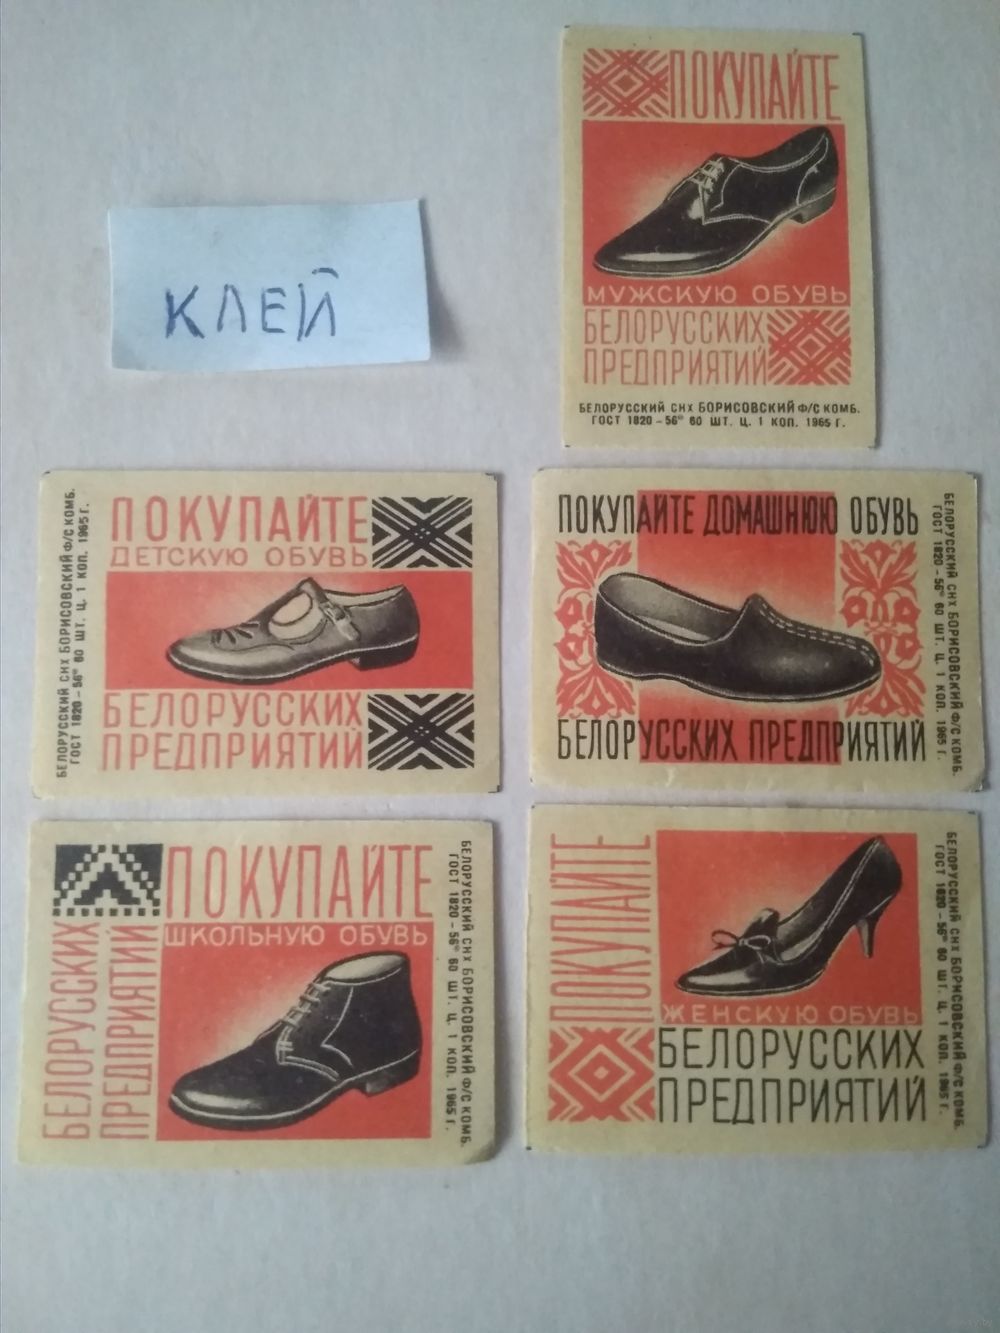 КЛЕЙ
ПОКУПАЙТЕ
МУЖСКУЮ ОБУВЬ
БЕЛОРУССКИХ
ПРЕДПРИЯТИЙ
БЕЛОРУССКИЙ СНХ БОРИСОВСКИЙ Ф/С КОМБ.
ГОСТ 1820-56° 60 ШТ. Ц. 1 КОП. 1965 Г.
ПОКУПАЙТЕ
ДЕТСКУЮ ОБУВЬ
БЕЛОРУССКИХ
ПРЕДПРИЯТИЙ
БЕЛОРУССКИЙ СНХ БОРИСОВСКИЙ Ф/С КОМБ.
ГОСТ 1820-56° 60 ШТ. Ц. 1 КОП. 1965 Г.
ПОКУПАЙТЕ ДОМАШНЮЮ ОБУВЬ
БЕЛОРУССКИХ ПРЕДПРИЯТИЙ
БЕЛОРУССКИЙ СНХ БОРИСОВСКИЙ Ф/С КОМБ.
ГОСТ 1820-56° 60 ШТ. Ц. 1 КОП. 1965 Г.
ПОКУПАЙТЕ
ШКОЛЬНУЮ ОБУВЬ
БЕЛОРУССКИХ
ПРЕДПРИЯТИЙ
БЕЛОРУССКИЙ СНХ БОРИСОВСКИЙ Ф/С КОМБ.
ГОСТ 1820-56° 60 ШТ. Ц. 1 КОП. 1965 Г.
ПОКУПАЙТЕ
ЖЕНСКУЮ ОБУВЬ
БЕЛОРУССКИХ
ПРЕДПРИЯТИЙ
БЕЛОРУССКИЙ СНХ БОРИСОВСКИЙ Ф/С КОМБ.
ГОСТ 1820-56° 60 ШТ. Ц. 1 КОП. 1965 Г.